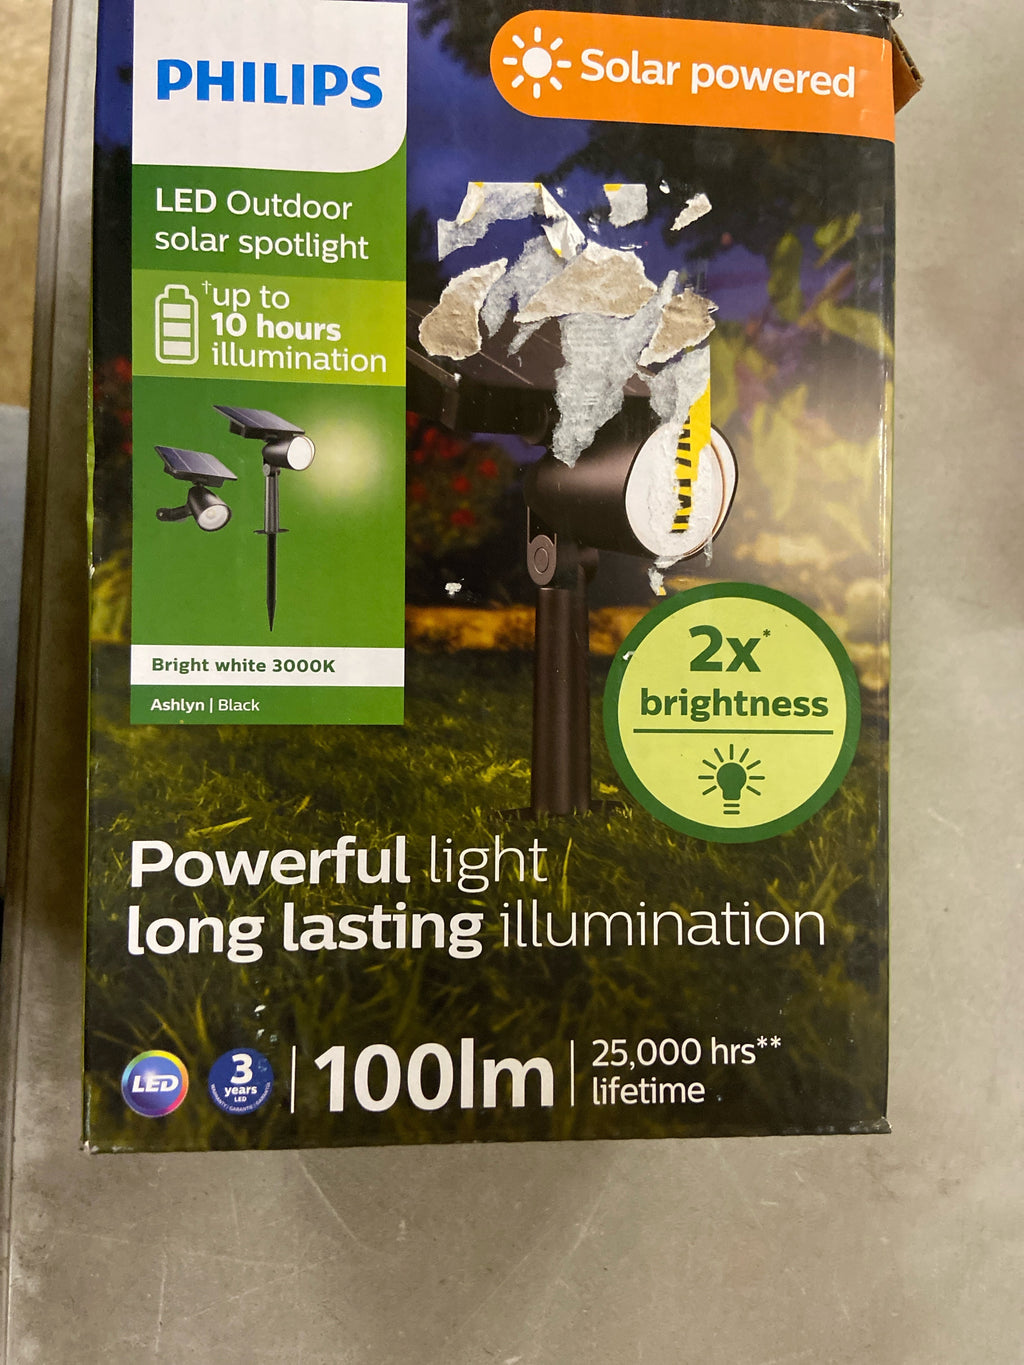 PHILIPS
Solar powered
LED Outdoor
solar spotlight
†up to
10 hours
illumination
Bright white 3000K
Ashlyn | Black
2x*
brightness
Powerful light
long lasting illumination
LED
3
years
LED
100lm
25,000 hrs**
lifetime